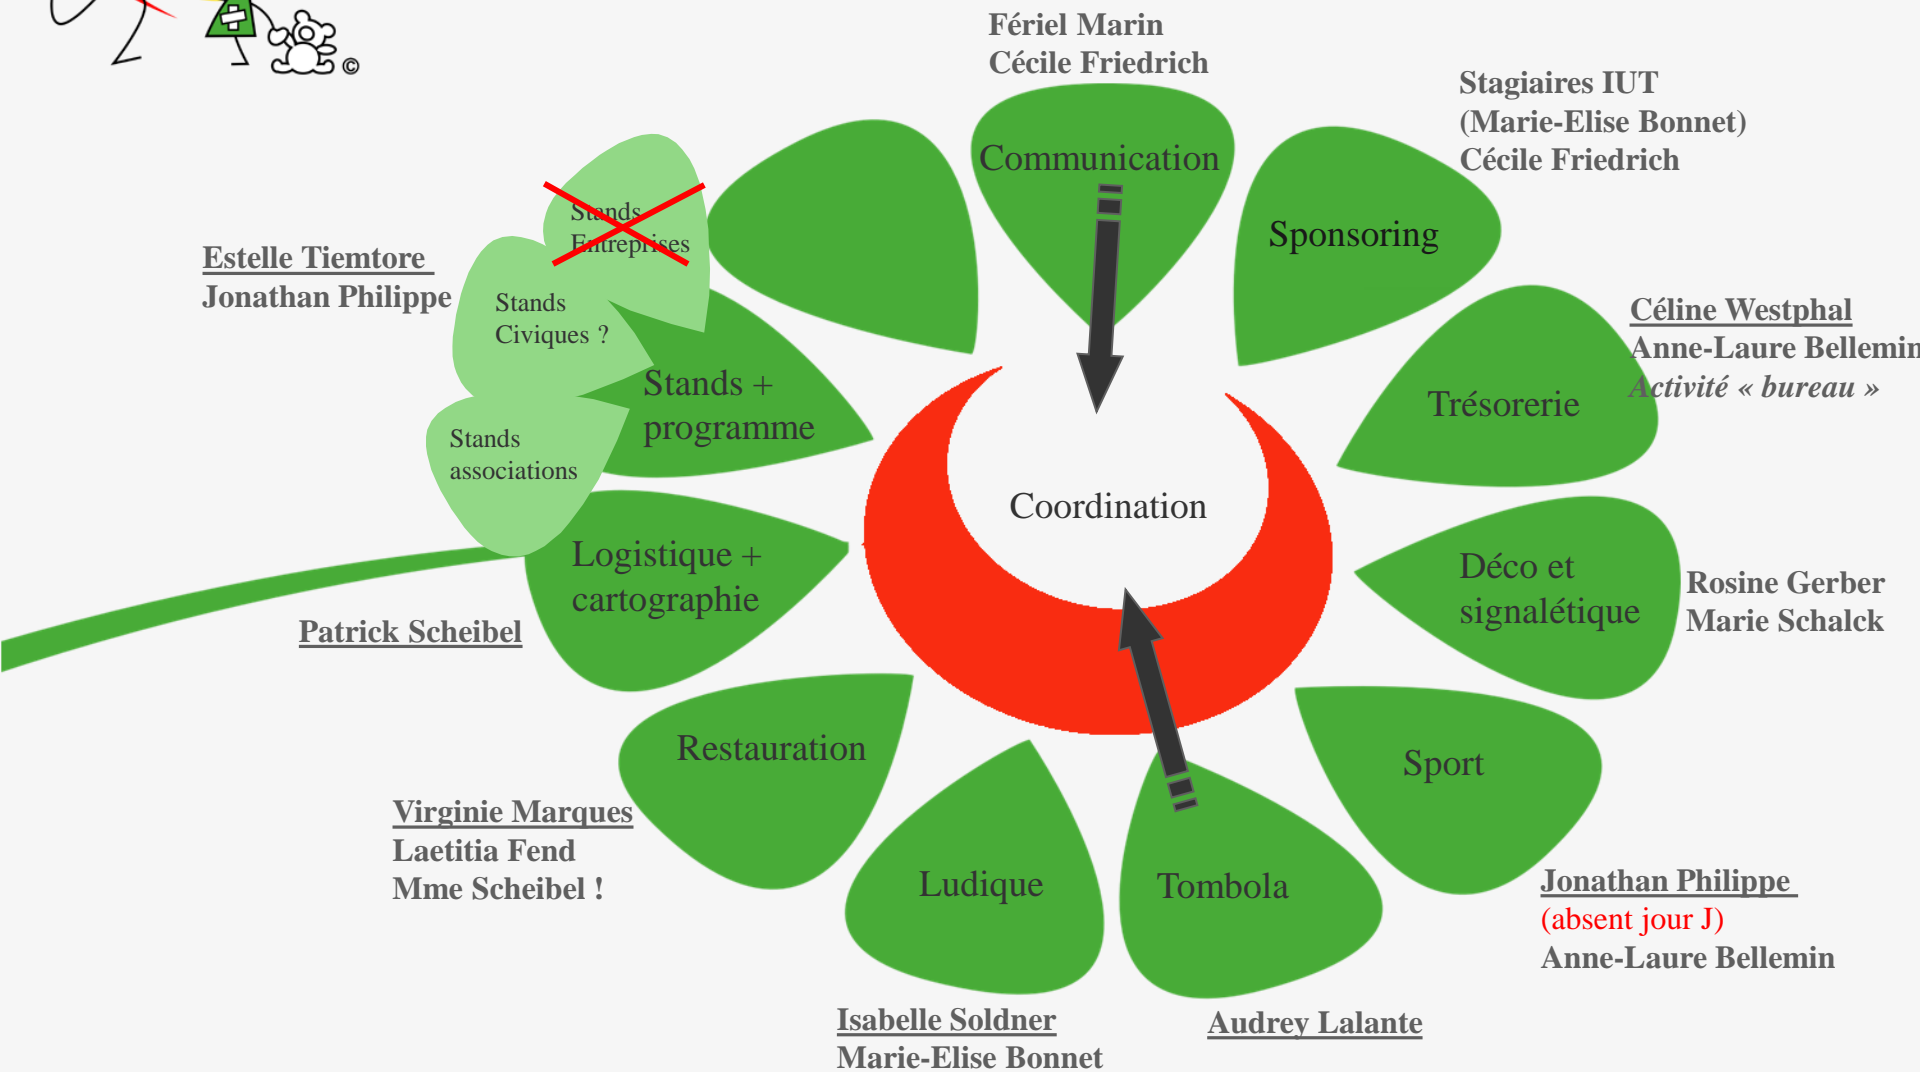 ©
Fériel Marin
Cécile Friedrich
Communication
Stagiaires IUT
(Marie-Elise Bonnet)
Cécile Friedrich
Sponsoring
Céline Westphal
Anne-Laure Bellemin
Activité « bureau »
Trésorerie
Déco et
signalétique
Rosine Gerber
Marie Schalck
Sport
Jonathan Philippe
(absent jour J)
Anne-Laure Bellemin
Tombola
Audrey Lalante
Ludique
Isabelle Soldner
Marie-Elise Bonnet
Restauration
Virginie Marques
Laetitia Fend
Mme Scheibel !
Logistique +
cartographie
Patrick Scheibel
Stands +
programme
Stands
associations
Stands
Civiques ?
Stands
Entreprises
Estelle Tiemtore
Jonathan Philippe
Coordination